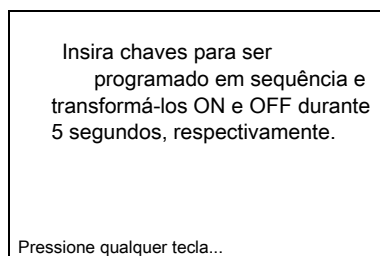 Insira chaves para ser
programado em sequência e
transformá-los ON e OFF durante
5 segundos, respectivamente.
Pressione qualquer tecla...